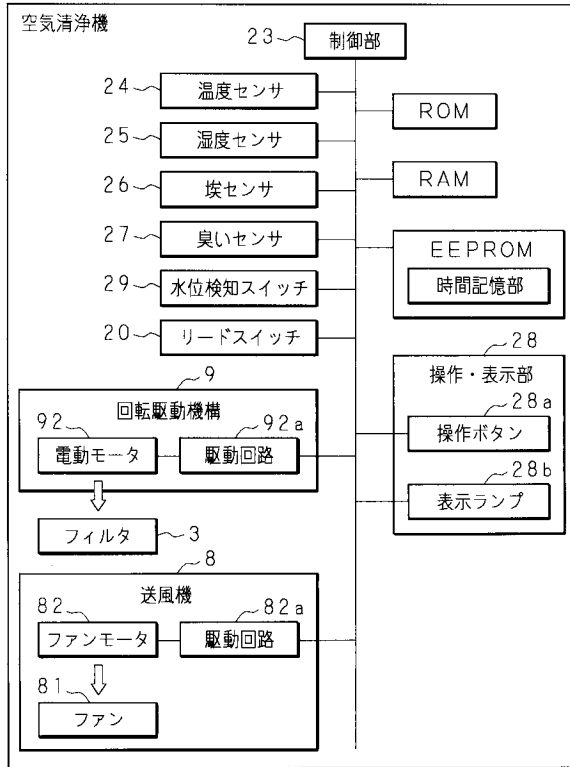 空気清浄機
23
制御部
24
温度センサ
ROM
25
湿度センサ
RAM
26
埃センサ
27
臭いセンサ
EEPROM
時間記憶部
29
水位検知スイッチ
20
リードスイッチ
28
操作・表示部
28a
操作ボタン
28b
表示ランプ
9
回転駆動機構
92
92a
電動モータ
駆動回路
フィルタ
3
8
送風機
82
82a
ファンモータ
駆動回路
81
ファン